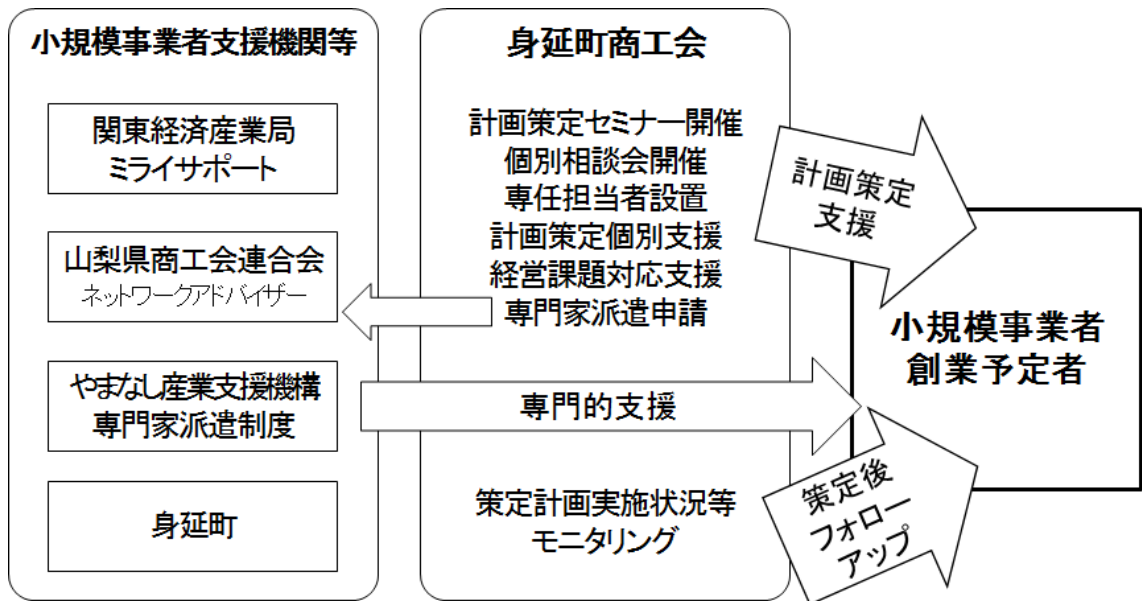 小規模事業者支援機関等
関東経済産業局
ミライサポート
山梨県商工会連合会
ネットワークアドバイザー
やまなし産業支援機構
専門家派遣制度
身延町
身延町商工会
計画策定セミナー開催
個別相談会開催
専任担当者設置
計画策定個別支援
経営課題対応支援
専門家派遣申請
専門的支援
策定計画実施状況等
モニタリング
計画策定
支援
小規模事業者
創業予定者
策定後
フォロー
アップ